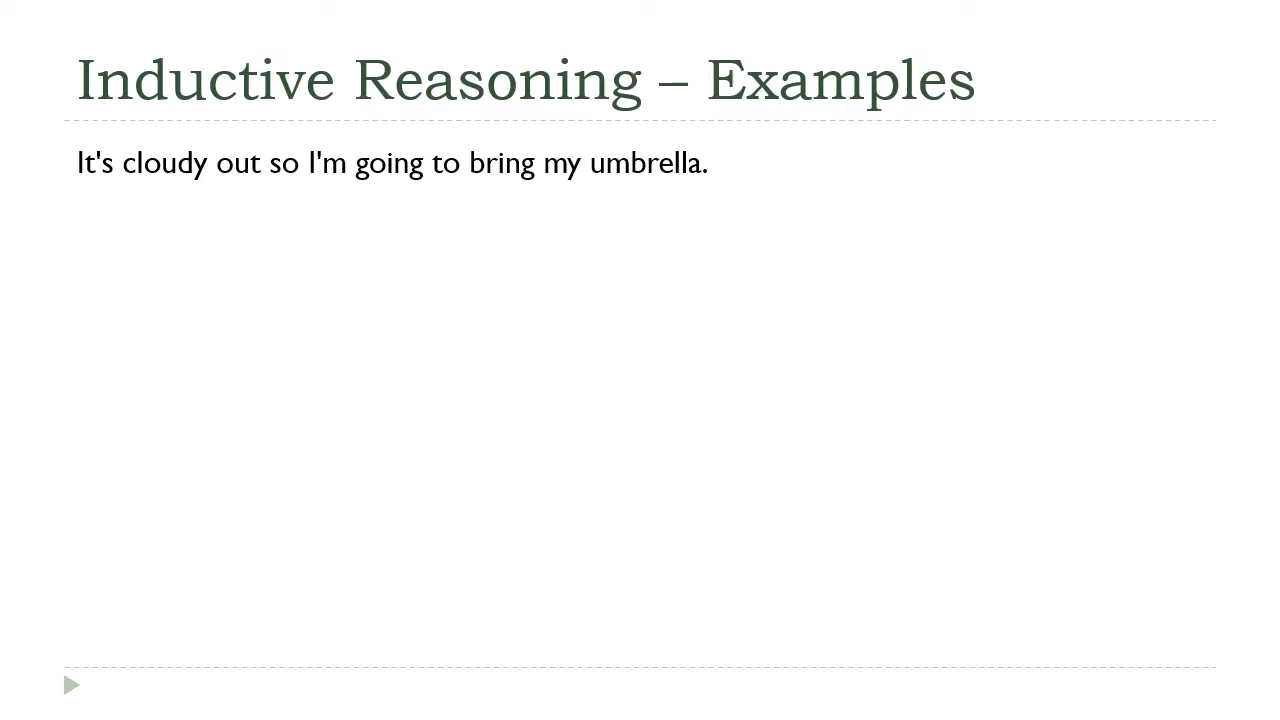 Inductive Reasoning – Examples
It's cloudy out so I'm going to bring my umbrella.